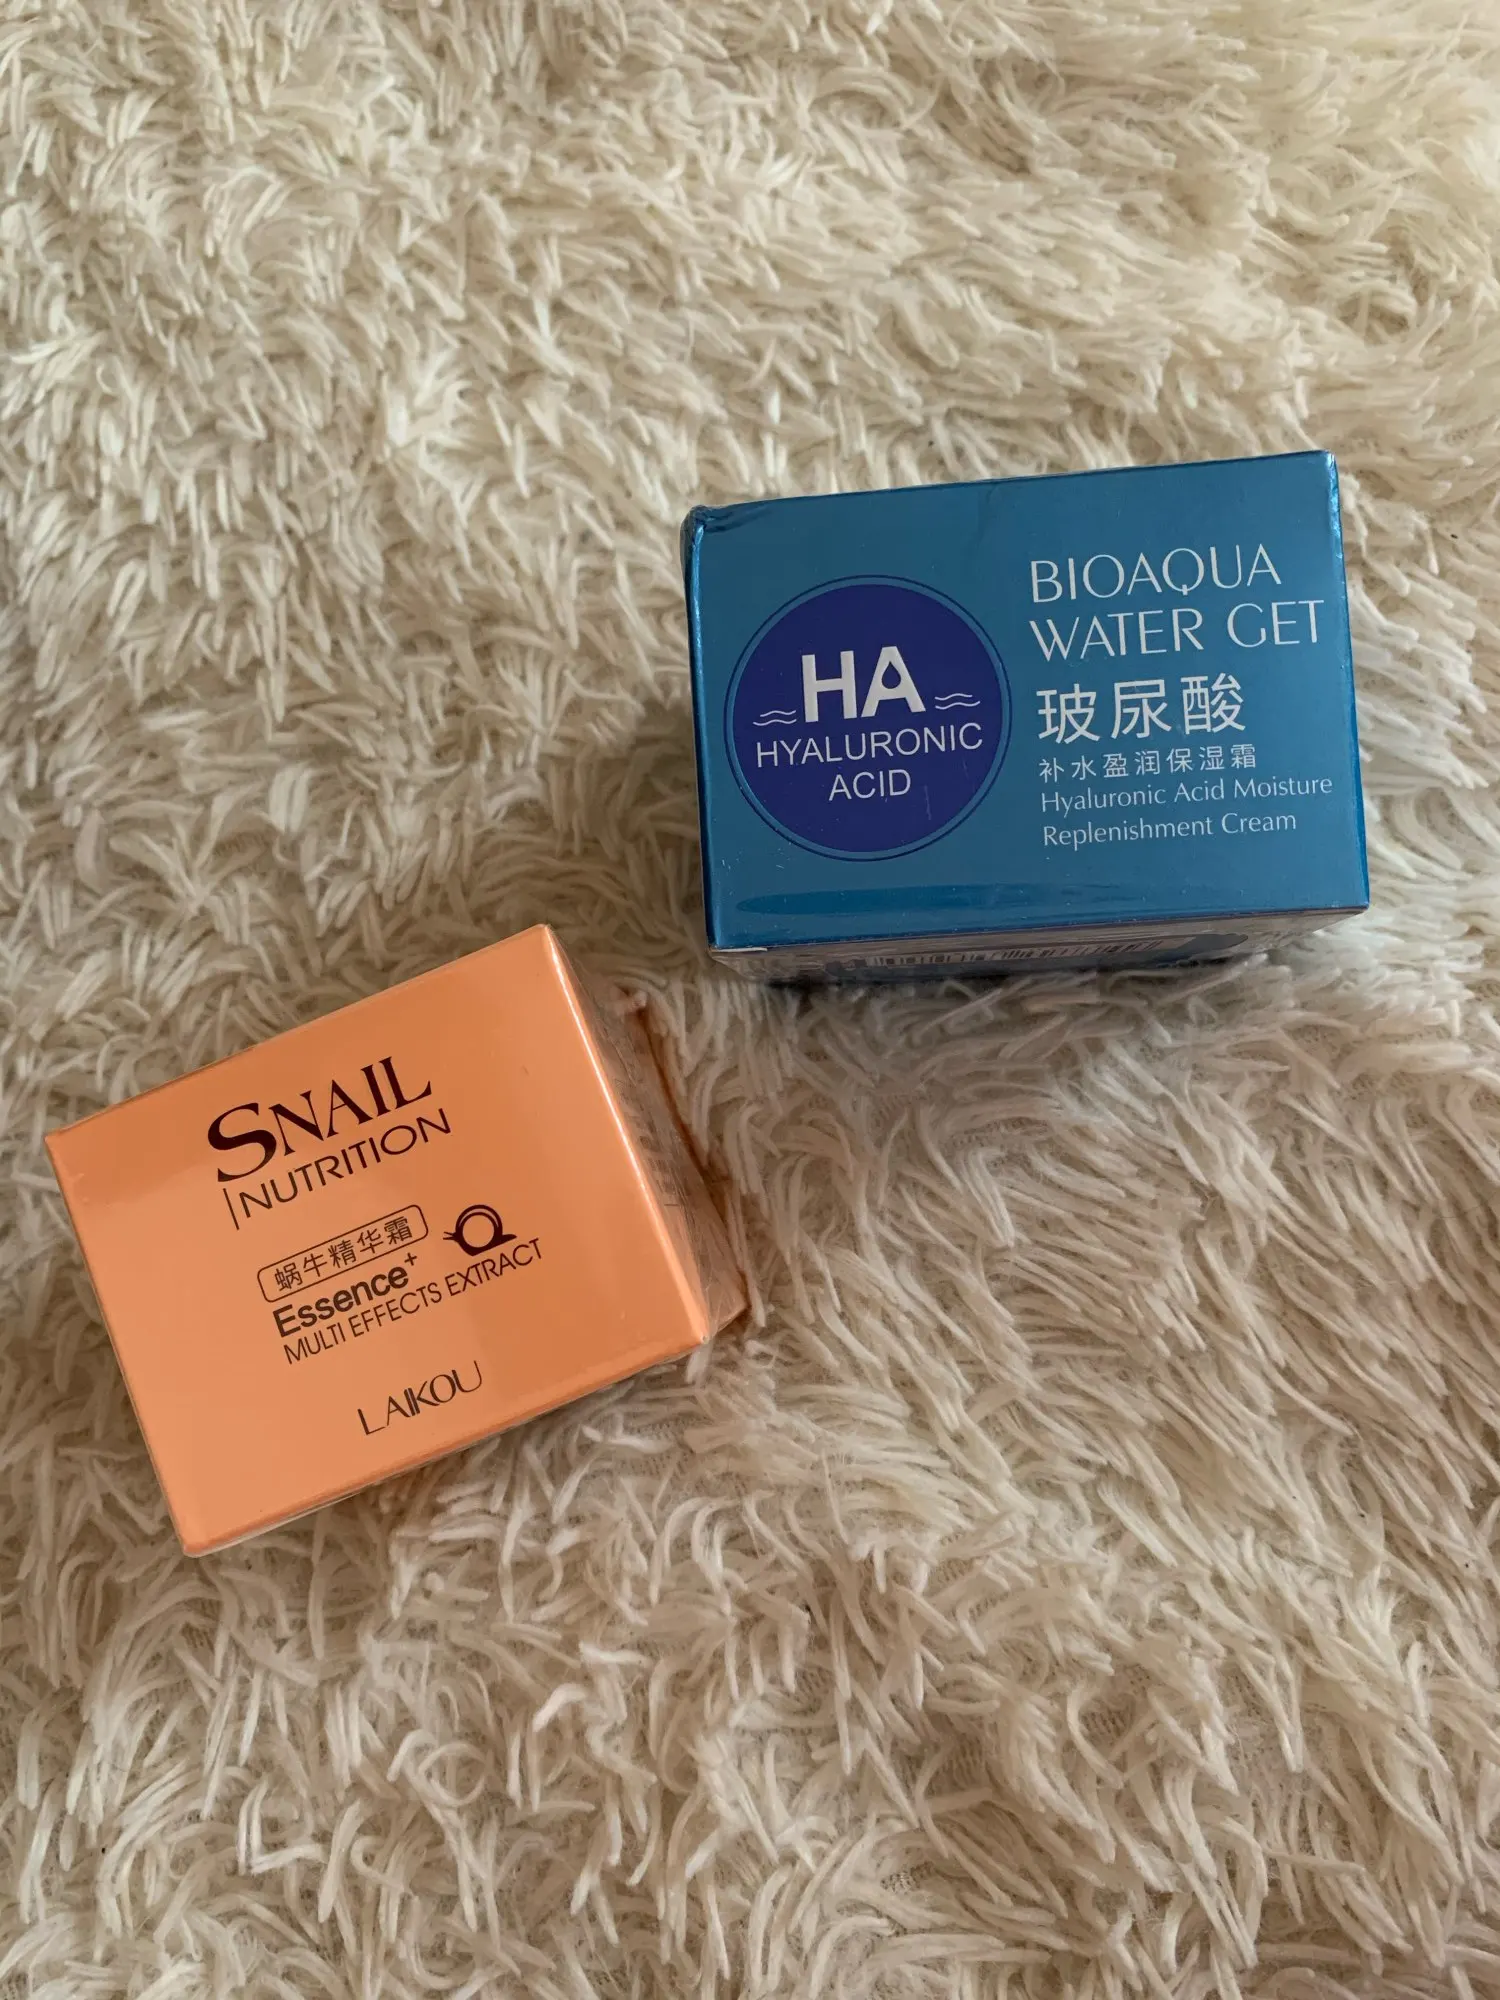 HA
HYALURONIC
ACID
BIOAQUA
WATER GET
玻尿酸
补水盈润保湿霜
Hyaluronic Acid Moisture
Replenishment Cream
SNAIL
NUTRITION
蜗牛精华霜
Essence+
MULTI EFFECTS EXTRACT
LAIKOU